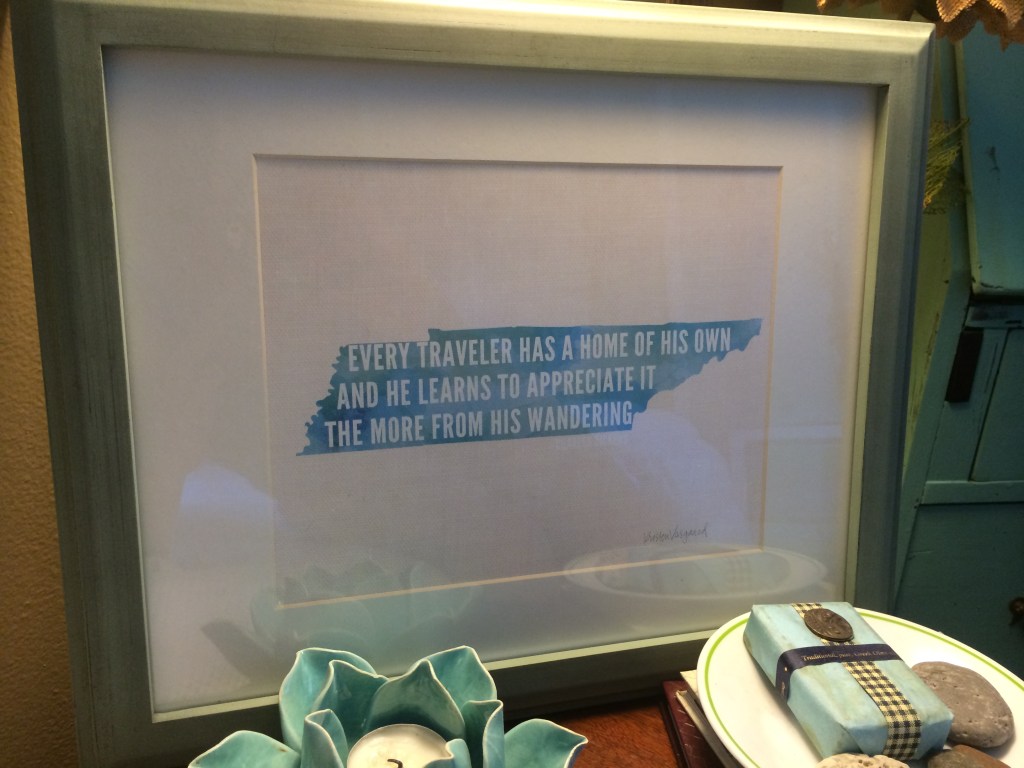 EVERY TRAVELER HAS A HOME OF HIS OWN
AND HE LEARNS TO APPRECIATE IT
THE MORE FROM HIS WANDERING